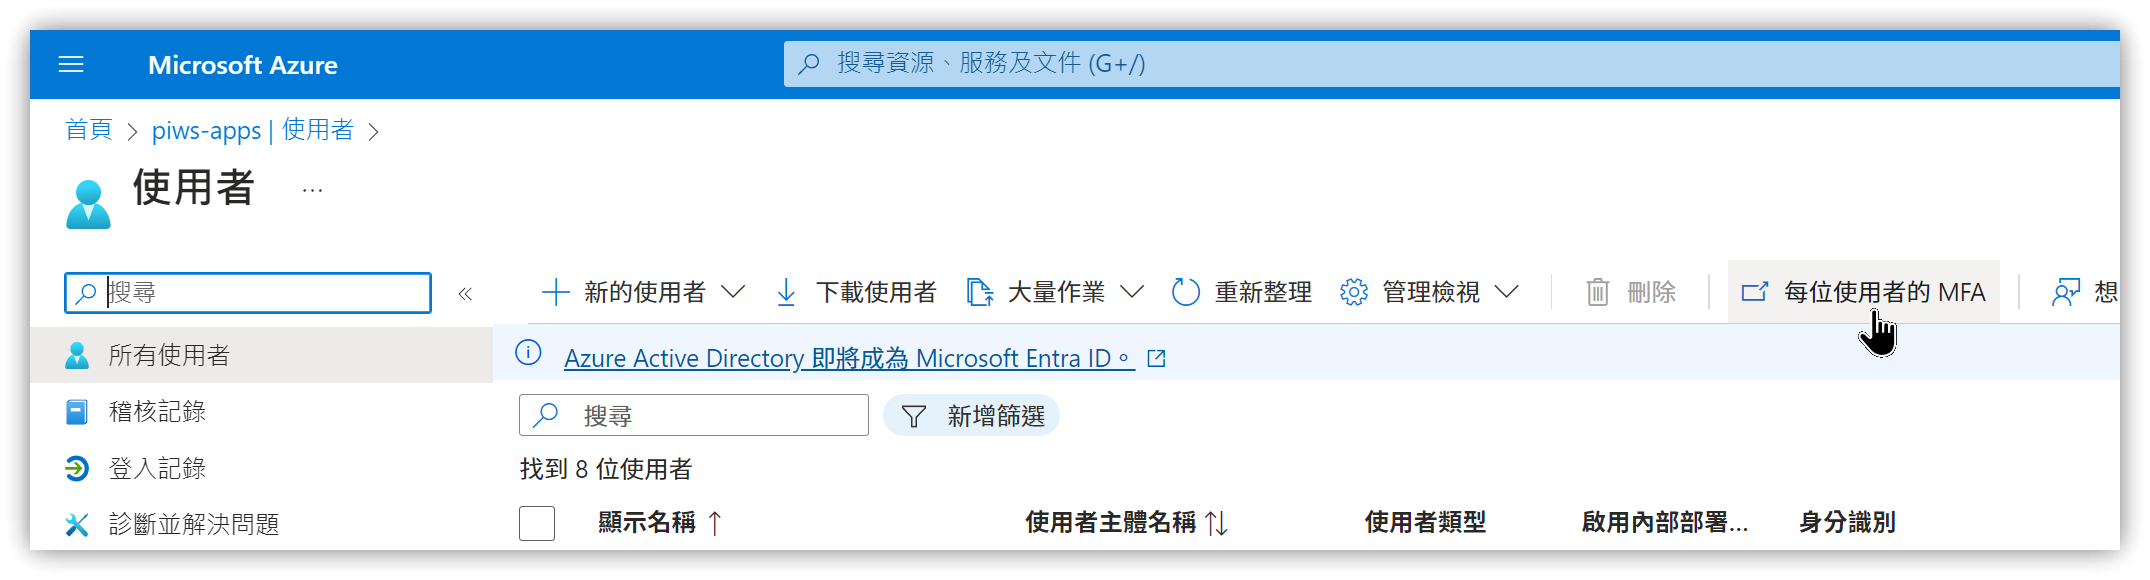 Microsoft Azure
搜尋資源、服務及文件 (G+/)
首頁 > piws-apps | 使用者 >
使用者 ...
搜尋 «
新的使用者 下載使用者 大量作業 重新整理 管理檢視 刪除 每位使用者的 MFA 想
所有使用者
Azure Active Directory 即將成為 Microsoft Entra ID。
稽核記錄
搜尋 新增篩選
登入記錄
找到 8 位使用者
診斷並解決問題
顯示名稱 ↑ 使用者主體名稱 ↑↓ 使用者類型 啟用內部部署... 身分識別